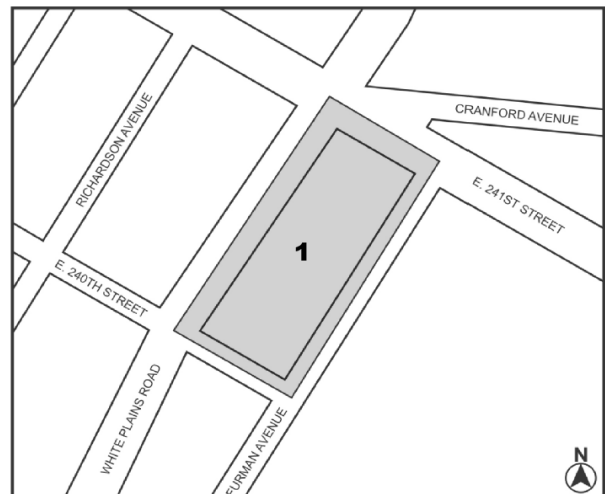 CRANFORD AVENUE
RICHARDSON AVENUE
E. 241ST STREET
1
E. 240TH STREET
WHITE PLAINS ROAD
FURMAN AVENUE
N